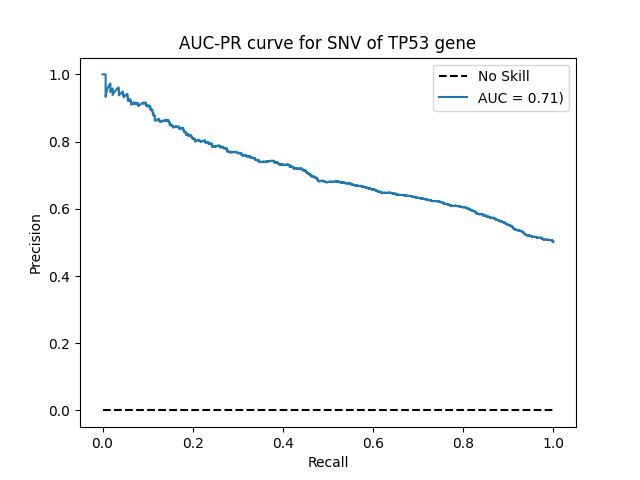 AUC-PR curve for SNV of TP53 gene
No Skill
AUC = 0.71)
1.0
0.8
0.6
0.4
0.2
0.0
Precision
0.0 0.2 0.4 0.6 0.8 1.0
Recall